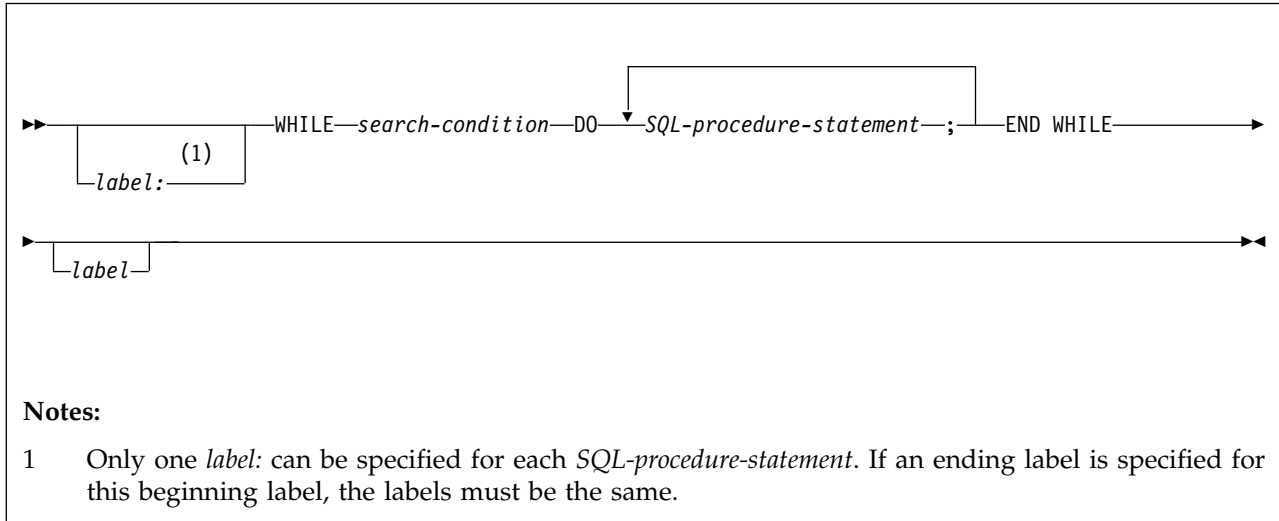 WHILE search-condition DO SQL-procedure-statement ; END WHILE
(1)
label:
label
Notes:
1 Only one label: can be specified for each SQL-procedure-statement. If an ending label is specified for
this beginning label, the labels must be the same.